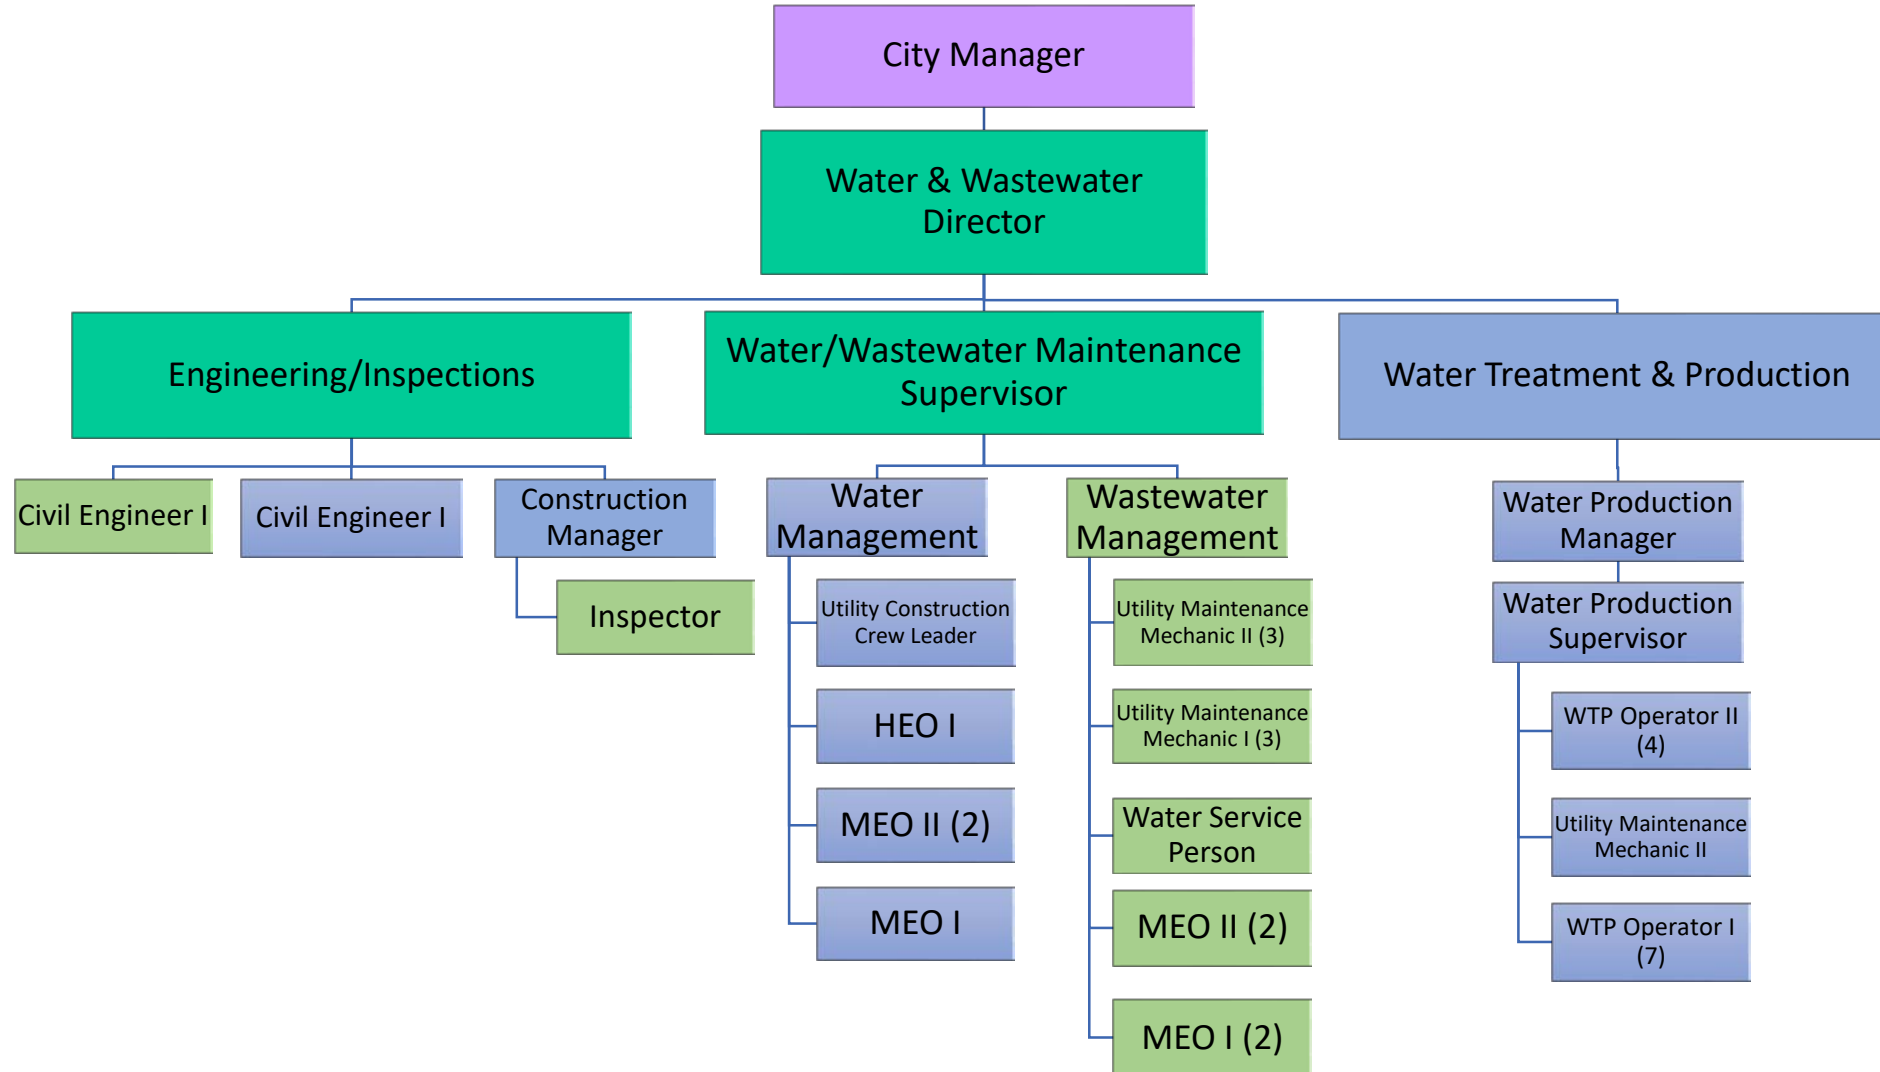 City Manager
Water & Wastewater
Director
Engineering/Inspections
Water/Wastewater Maintenance
Supervisor
Water Treatment & Production
Civil Engineer I
Civil Engineer I
Construction
Manager
Inspector
Water
Management
Utility Construction
Crew Leader
HEO I
MEO II (2)
MEO I
Wastewater
Management
Utility Maintenance
Mechanic II (3)
Utility Maintenance
Mechanic I (3)
Water Service
Person
MEO II (2)
MEO I (2)
Water Production
Manager
Water Production
Supervisor
WTP Operator II
(4)
Utility Maintenance
Mechanic II
WTP Operator I
(7)